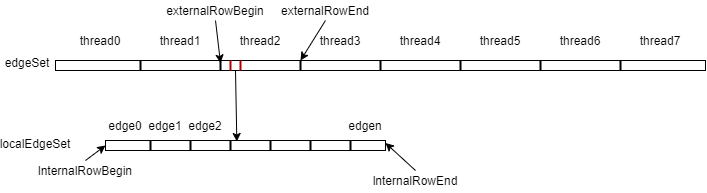 externalRowBegin externalRowEnd
thread0 thread1 thread2 thread3 thread4 thread5 thread6 thread7
edgeSet
edge0 edge1 edge2 edgen
localEdgeSet
InternalRowBegin
InternalRowEnd